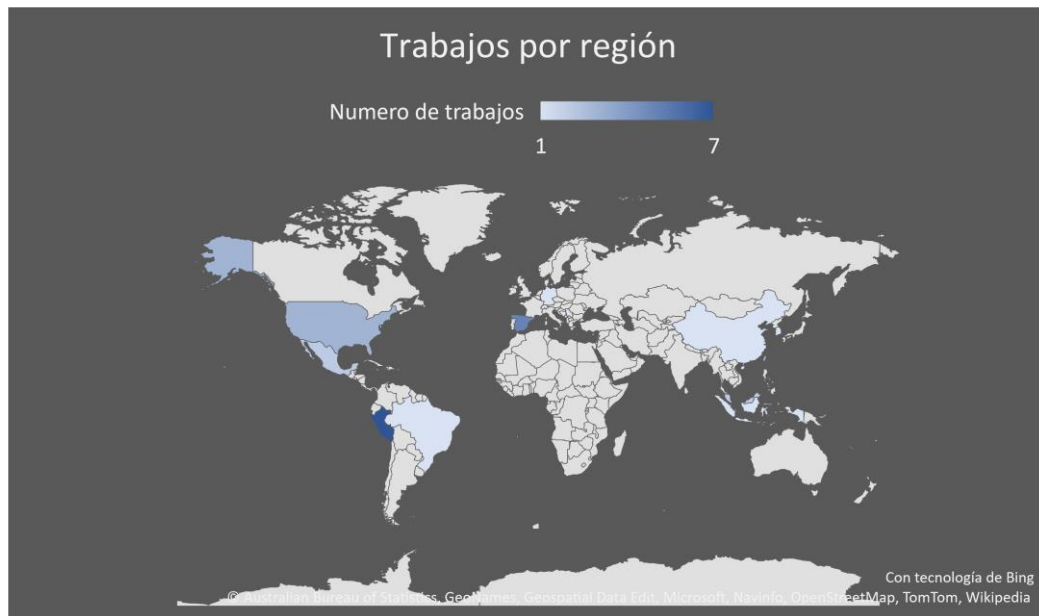 Trabajos por región
Numero de trabajos
1 7
Con tecnología de Bing
© Australian Bureau of Statistics, GeoNames, Geospatial Data Edit, Microsoft, Navinfo, OpenStreetMap, TomTom, Wikipedia